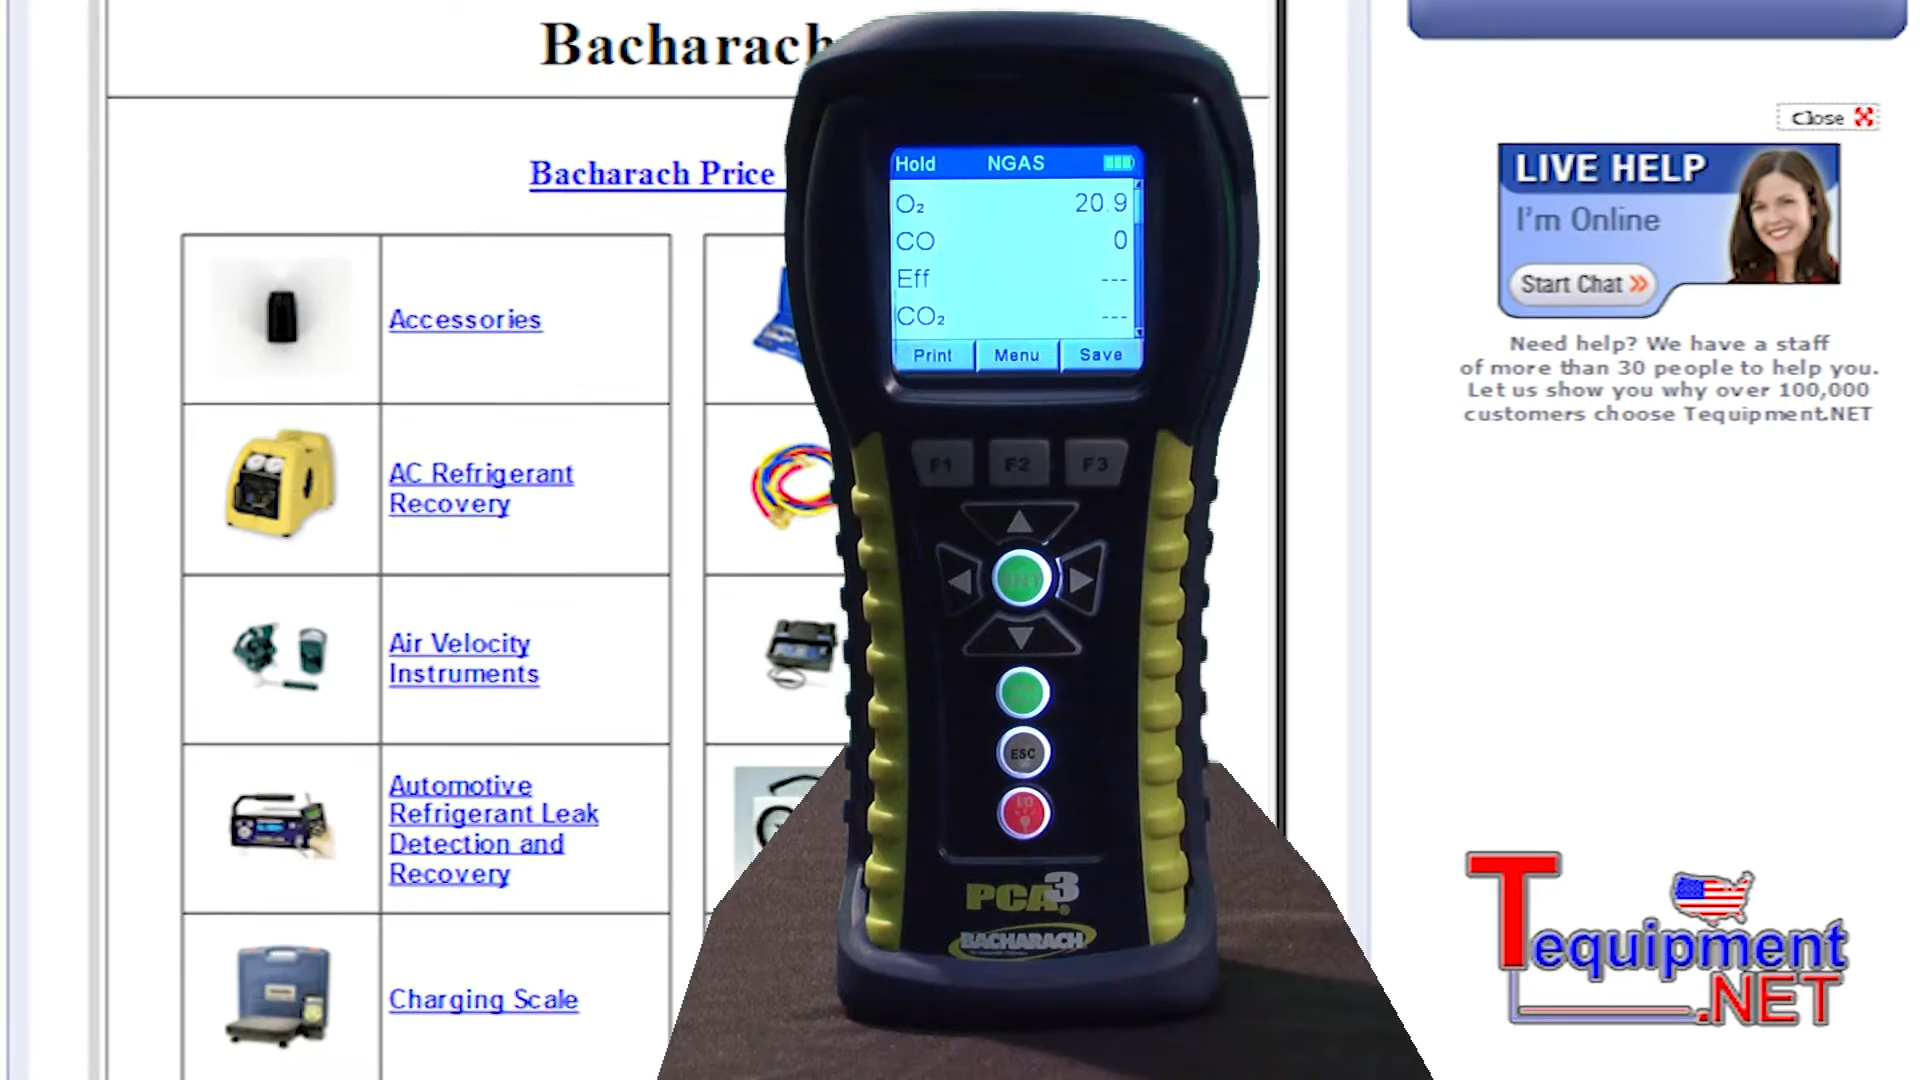 Bacharach
Bacharach Price
Accessories
AC Refrigerant
Recovery
Air Velocity
Instruments
Automotive
Refrigerant Leak
Detection and
Recovery
Charging Scale
Hold NGAS
O₂ 20.9
CO 0
Eff ---
CO₂ ---
Print Menu Save
F1 F2 F3
ENT
ESC
I/O
PCA®3
BACHARACH
Close
LIVE HELP
I'm Online
Start Chat »
Need help? We have a staff
of more than 30 people to help you.
Let us show you why over 100,000
customers choose Tequipment.NET
Tequipment
.NET